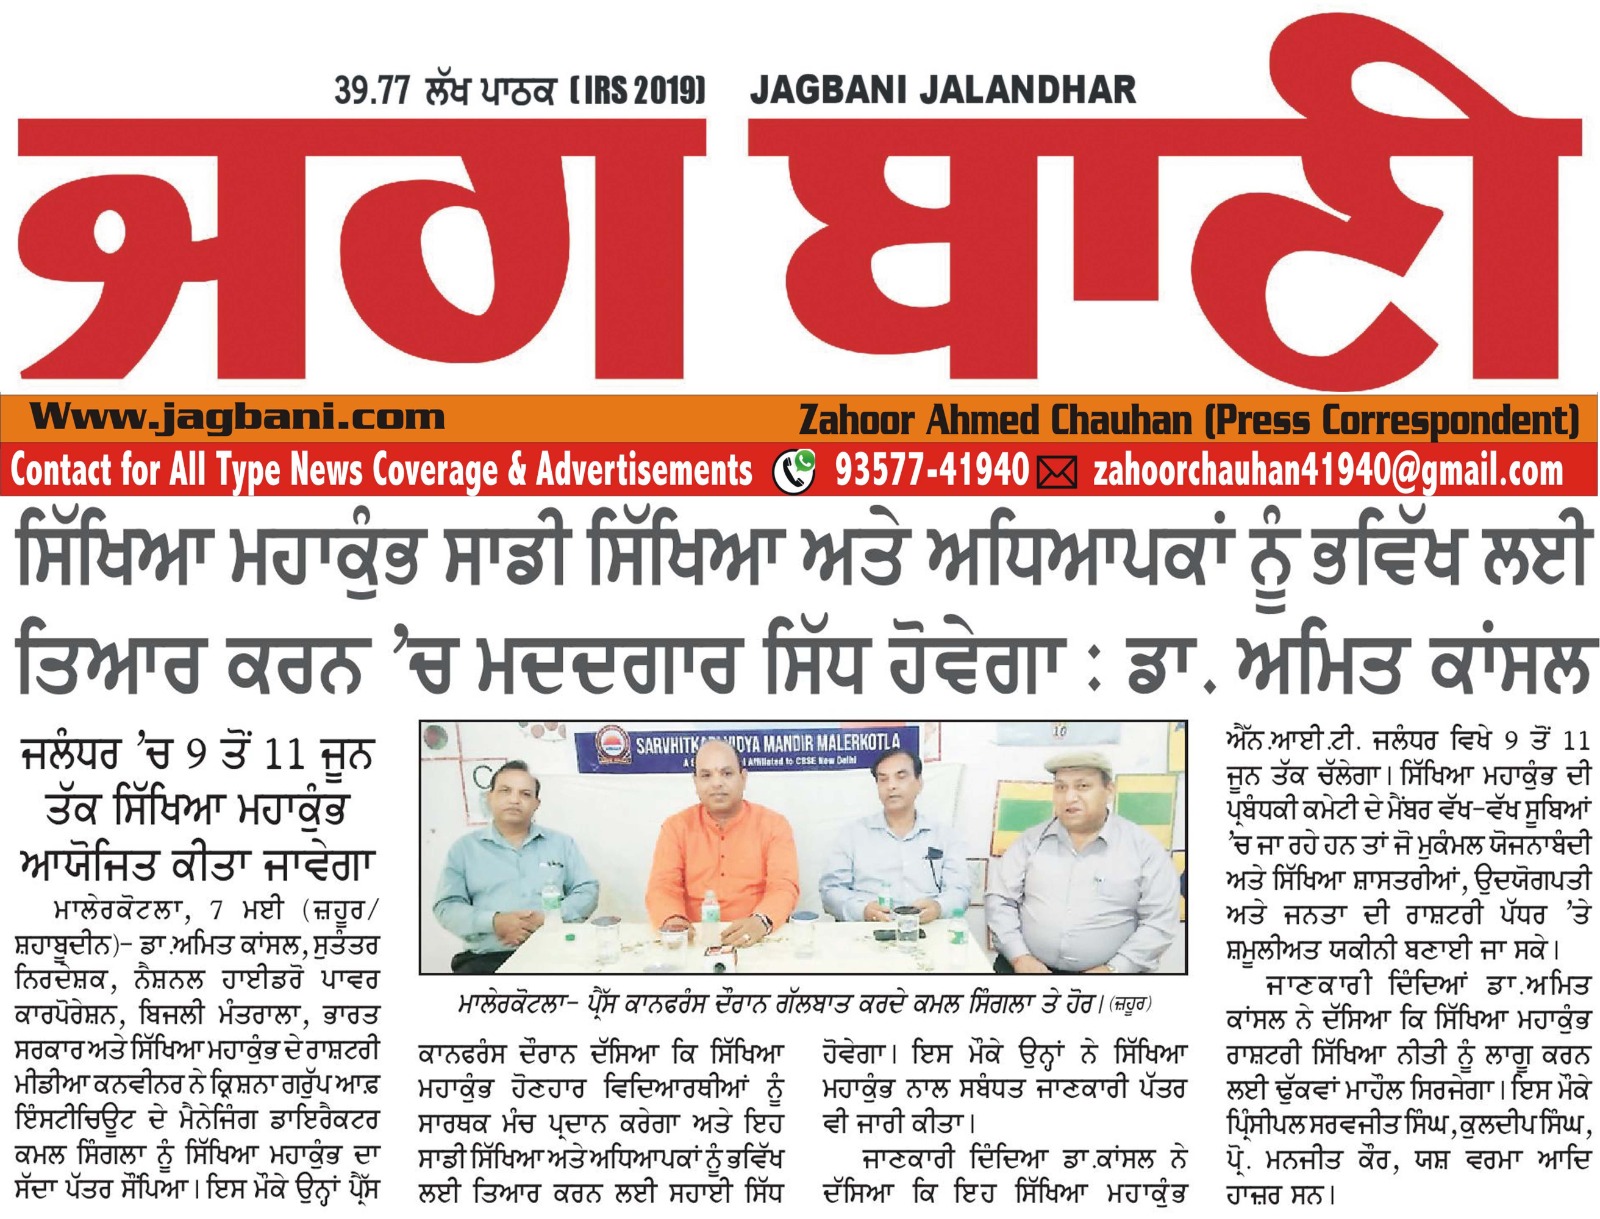 39.77 ਲੱਖ ਪਾਠਕ (IRS 2019) JAGBANI JALANDHAR
ਜਗ ਬਾਣੀ
Www.jagbani.com Zahoor Ahmed Chauhan (Press Correspondent)
Contact for All Type News Coverage & Advertisements 93577-41940 zahoorchauhan41940@gmail.com
ਸਿੱਖਿਆ ਮਹਾਕੁੰਭ ਸਾਡੀ ਸਿੱਖਿਆ ਅਤੇ ਅਧਿਆਪਕਾਂ ਨੂੰ ਭਵਿੱਖ ਲਈ
ਤਿਆਰ ਕਰਨ ’ਚ ਮਦਦਗਾਰ ਸਿੱਧ ਹੋਵੇਗਾ : ਡਾ. ਅਮਿਤ ਕਾਂਸਲ
ਜਲੰਧਰ ’ਚ 9 ਤੋਂ 11 ਜੂਨ
ਤੱਕ ਸਿੱਖਿਆ ਮਹਾਕੁੰਭ
ਆਯੋਜਿਤ ਕੀਤਾ ਜਾਵੇਗਾ
ਮਾਲੇਰਕੋਟਲਾ, 7 ਮਈ (ਜ਼ਹੂਰ/
ਸ਼ਹਾਬੂਦੀਨ)- ਡਾ.ਅਮਿਤ ਕਾਂਸਲ, ਸੁਤੰਤਰ
ਨਿਰਦੇਸ਼ਕ, ਨੈਸ਼ਨਲ ਹਾਈਡਰੋ ਪਾਵਰ
ਕਾਰਪੋਰੇਸ਼ਨ, ਬਿਜਲੀ ਮੰਤਰਾਲਾ, ਭਾਰਤ
ਸਰਕਾਰ ਅਤੇ ਸਿੱਖਿਆ ਮਹਾਕੁੰਭ ਦੇ ਰਾਸ਼ਟਰੀ
ਮੀਡੀਆ ਕਨਵੀਨਰ ਨੇ ਕ੍ਰਿਸ਼ਨਾ ਗਰੁੱਪ ਆਫ਼
ਇੰਸਟੀਚਿਊਟ ਦੇ ਮੈਨੇਜਿੰਗ ਡਾਇਰੈਕਟਰ
ਕਮਲ ਸਿੰਗਲਾ ਨੂੰ ਸਿੱਖਿਆ ਮਹਾਕੁੰਭ ਦਾ
ਸੱਦਾ ਪੱਤਰ ਸੌਂਪਿਆ। ਇਸ ਮੌਕੇ ਉਨ੍ਹਾਂ ਪ੍ਰੈੱਸ
SARVHITKARI VIDYA MANDIR MALERKOTLA
Affiliated to CBSE New Delhi
10
ਮਾਲੇਰਕੋਟਲਾ- ਪ੍ਰੈੱਸ ਕਾਨਫਰੰਸ ਦੌਰਾਨ ਗੱਲਬਾਤ ਕਰਦੇ ਕਮਲ ਸਿੰਗਲਾ ਤੇ ਹੋਰ। (ਜ਼ਹੂਰ)
ਕਾਨਫਰੰਸ ਦੌਰਾਨ ਦੱਸਿਆ ਕਿ ਸਿੱਖਿਆ
ਮਹਾਕੁੰਭ ਹੋਣਹਾਰ ਵਿਦਿਆਰਥੀਆਂ ਨੂੰ
ਸਾਰਥਕ ਮੰਚ ਪ੍ਰਦਾਨ ਕਰੇਗਾ ਅਤੇ ਇਹ
ਸਾਡੀ ਸਿੱਖਿਆ ਅਤੇ ਅਧਿਆਪਕਾਂ ਨੂੰ ਭਵਿੱਖ
ਲਈ ਤਿਆਰ ਕਰਨ ਲਈ ਸਹਾਈ ਸਿੱਧ
ਹੋਵੇਗਾ। ਇਸ ਮੌਕੇ ਉਨ੍ਹਾਂ ਨੇ ਸਿੱਖਿਆ
ਮਹਾਕੁੰਭ ਨਾਲ ਸਬੰਧਤ ਜਾਣਕਾਰੀ ਪੱਤਰ
ਵੀ ਜਾਰੀ ਕੀਤਾ।
ਜਾਣਕਾਰੀ ਦਿੰਦਿਆ ਡਾ.ਕਾਂਸਲ ਨੇ
ਦੱਸਿਆ ਕਿ ਇਹ ਸਿੱਖਿਆ ਮਹਾਕੁੰਭ
ਐੱਨ.ਆਈ.ਟੀ. ਜਲੰਧਰ ਵਿਖੇ 9 ਤੋਂ 11
ਜੂਨ ਤੱਕ ਚੱਲੇਗਾ। ਸਿੱਖਿਆ ਮਹਾਕੁੰਭ ਦੀ
ਪ੍ਰਬੰਧਕੀ ਕਮੇਟੀ ਦੇ ਮੈਂਬਰ ਵੱਖ-ਵੱਖ ਸੂਬਿਆਂ
’ਚ ਜਾ ਰਹੇ ਹਨ ਤਾਂ ਜੋ ਮੁਕੰਮਲ ਯੋਜਨਾਬੰਦੀ
ਅਤੇ ਸਿੱਖਿਆ ਸ਼ਾਸਤਰੀਆਂ, ਉਦਯੋਗਪਤੀ
ਅਤੇ ਜਨਤਾ ਦੀ ਰਾਸ਼ਟਰੀ ਪੱਧਰ ’ਤੇ
ਸ਼ਮੂਲੀਅਤ ਯਕੀਨੀ ਬਣਾਈ ਜਾ ਸਕੇ।
ਜਾਣਕਾਰੀ ਦਿੰਦਿਆਂ ਡਾ.ਅਮਿਤ
ਕਾਂਸਲ ਨੇ ਦੱਸਿਆ ਕਿ ਸਿੱਖਿਆ ਮਹਾਕੁੰਭ
ਰਾਸ਼ਟਰੀ ਸਿੱਖਿਆ ਨੀਤੀ ਨੂੰ ਲਾਗੂ ਕਰਨ
ਲਈ ਢੁੱਕਵਾਂ ਮਾਹੌਲ ਸਿਰਜੇਗਾ। ਇਸ ਮੌਕੇ
ਪ੍ਰਿੰਸੀਪਲ ਸਰਵਜੀਤ ਸਿੰਘ, ਕੁਲਦੀਪ ਸਿੰਘ,
ਪ੍ਰੋ. ਮਨਜੀਤ ਕੌਰ, ਯਸ਼ ਵਰਮਾ ਆਦਿ
ਹਾਜ਼ਰ ਸਨ।